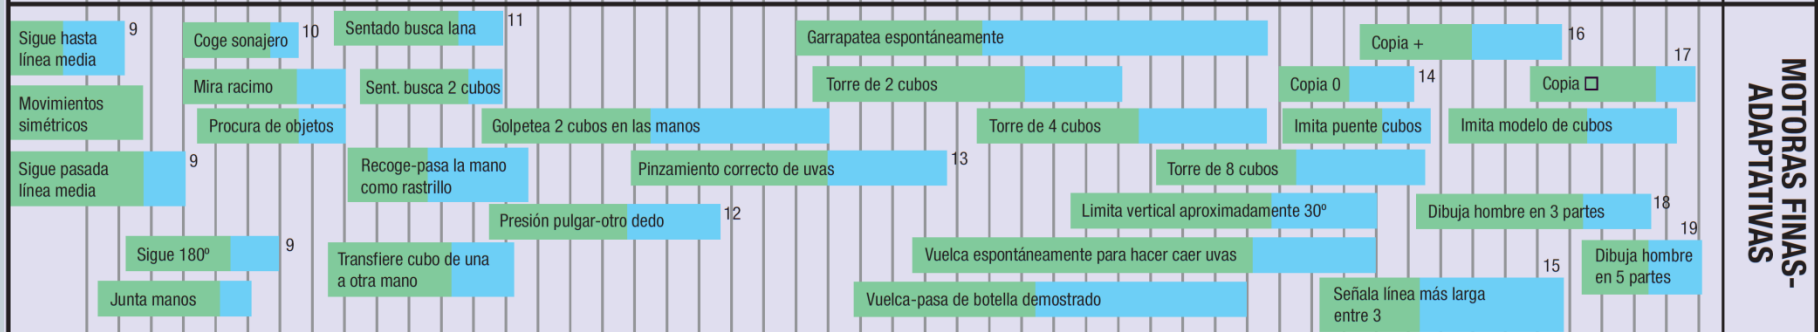 Sigue hasta
línea media
9
Coge sonajero
10
Sentado busca lana
11
Garrapatea espontáneamente
Copia +
16
17
Mira racimo
Sent. busca 2 cubos
Torre de 2 cubos
Copia 0
14
Copia □
Movimientos
simétricos
Procura de objetos
Golpetea 2 cubos en las manos
Torre de 4 cubos
Imita puente cubos
Imita modelo de cubos
Sigue pasada
línea media
9
Recoge-pasa la mano
como rastrillo
Pinzamiento correcto de uvas
13
Torre de 8 cubos
Presión pulgar-otro dedo
12
Limita vertical aproximadamente 30º
Dibuja hombre en 3 partes
18
19
Sigue 180º
9
Transfiere cubo de una
a otra mano
Vuelca espontáneamente para hacer caer uvas
Dibuja hombre
en 5 partes
Junta manos
Vuelca-pasa de botella demostrado
15
Señala línea más larga
entre 3
MOTORAS FINAS-
ADAPTATIVAS